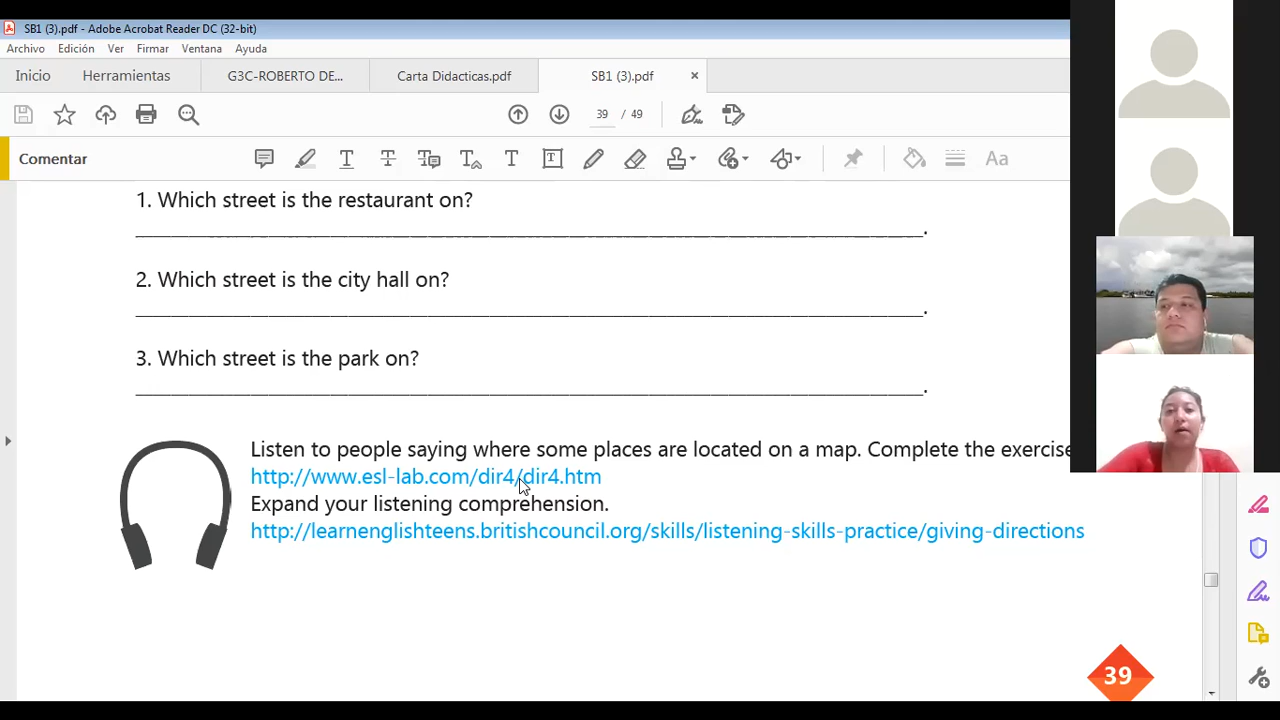 SB1 (3).pdf - Adobe Acrobat Reader DC (32-bit)
Archivo Edición Ver Firmar Ventana Ayuda
Inicio Herramientas G3C-ROBERTO DE... Carta Didacticas.pdf SB1 (3).pdf ×
39 / 49
Comentar
1. Which street is the restaurant on?
_______________________________________________.
2. Which street is the city hall on?
_______________________________________________.
3. Which street is the park on?
_______________________________________________.
Listen to people saying where some places are located on a map. Complete the exercise
http://www.esl-lab.com/dir4/dir4.htm
Expand your listening comprehension.
http://learnenglishteens.britishcouncil.org/skills/listening-skills-practice/giving-directions
39